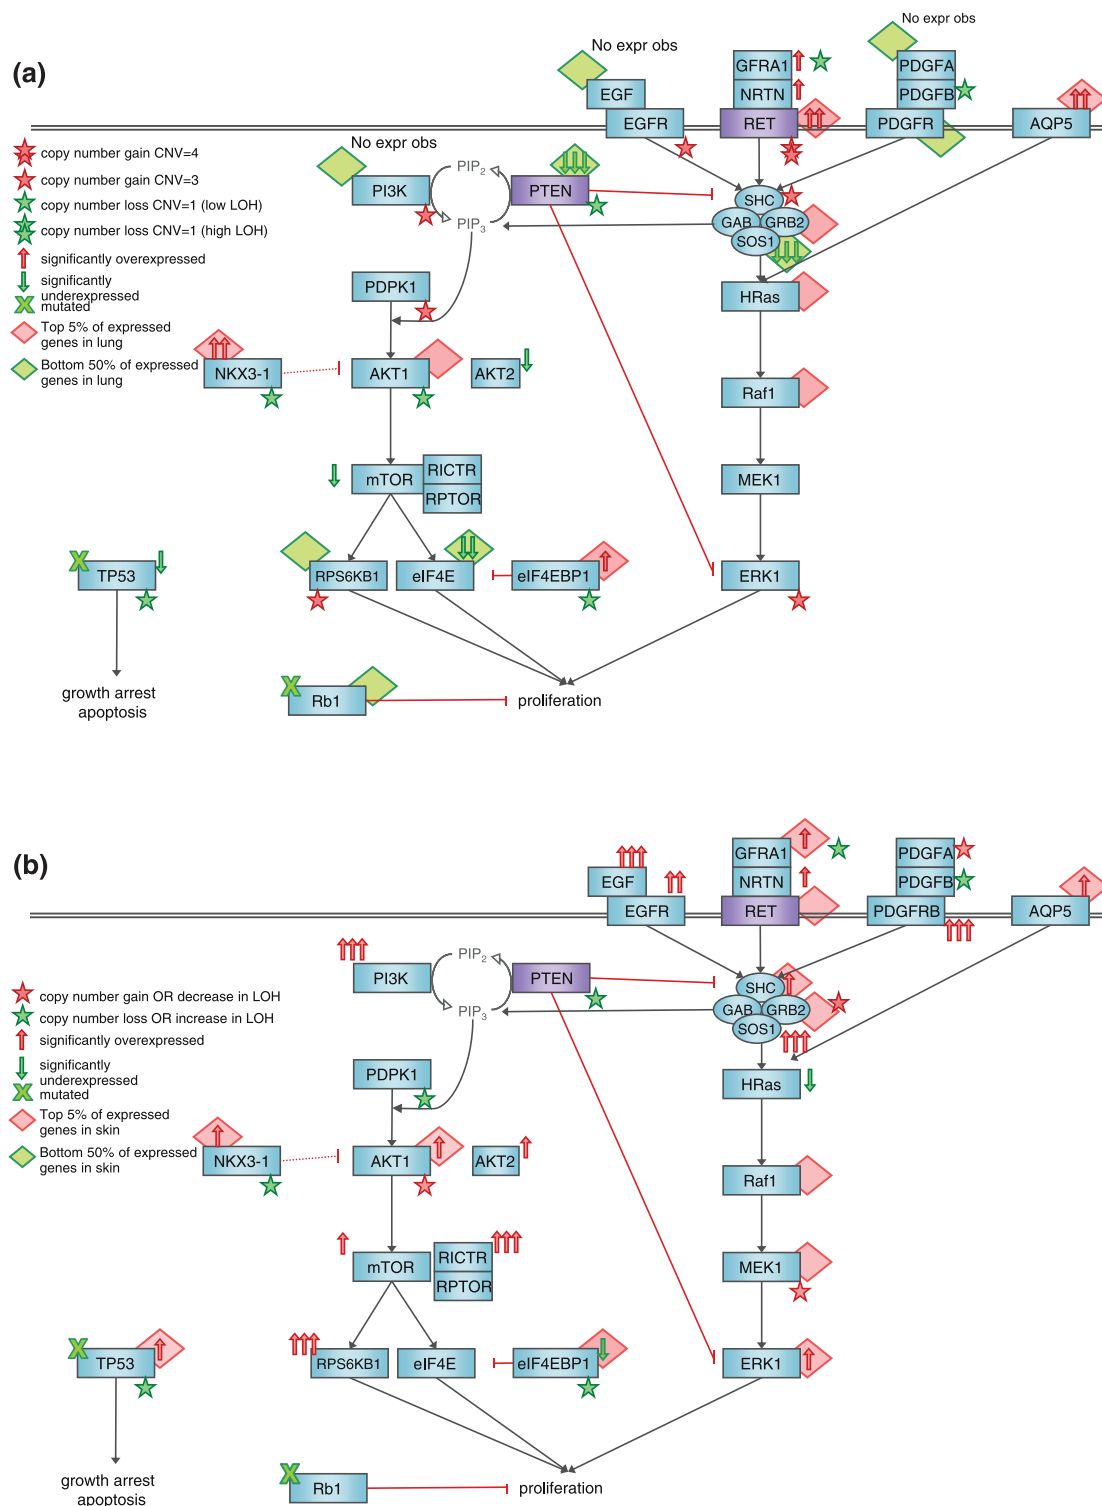 (a)
No expr obs
No expr obs
GFRA1
PDGFA
EGF
NRTN
PDGFB
EGFR
RET
PDGFR
AQP5
copy number gain CNV=4
copy number gain CNV=3
copy number loss CNV=1 (low LOH)
copy number loss CNV=1 (high LOH)
significantly overexpressed
significantly
underexpressed
mutated
Top 5% of expressed
genes in lung
Bottom 50% of expressed
genes in lung
No expr obs
PIP2
PI3K
PTEN
PIP3
SHC
GAB
GRB2
SOS1
PDPK1
HRas
NKX3-1
AKT1
AKT2
Raf1
mTOR
RICTR
RPTOR
MEK1
TP53
RPS6KB1
eIF4E
eIF4EBP1
ERK1
growth arrest
apoptosis
Rb1
proliferation
(b)
GFRA1
PDGFA
EGF
NRTN
PDGFB
EGFR
RET
PDGFRB
AQP5
copy number gain OR decrease in LOH
copy number loss OR increase in LOH
significantly overexpressed
significantly
underexpressed
mutated
Top 5% of expressed
genes in skin
Bottom 50% of expressed
genes in skin
PIP2
PI3K
PTEN
PIP3
SHC
GAB
GRB2
SOS1
PDPK1
HRas
NKX3-1
AKT1
AKT2
Raf1
mTOR
RICTR
RPTOR
MEK1
TP53
RPS6KB1
eIF4E
eIF4EBP1
ERK1
growth arrest
apoptosis
Rb1
proliferation